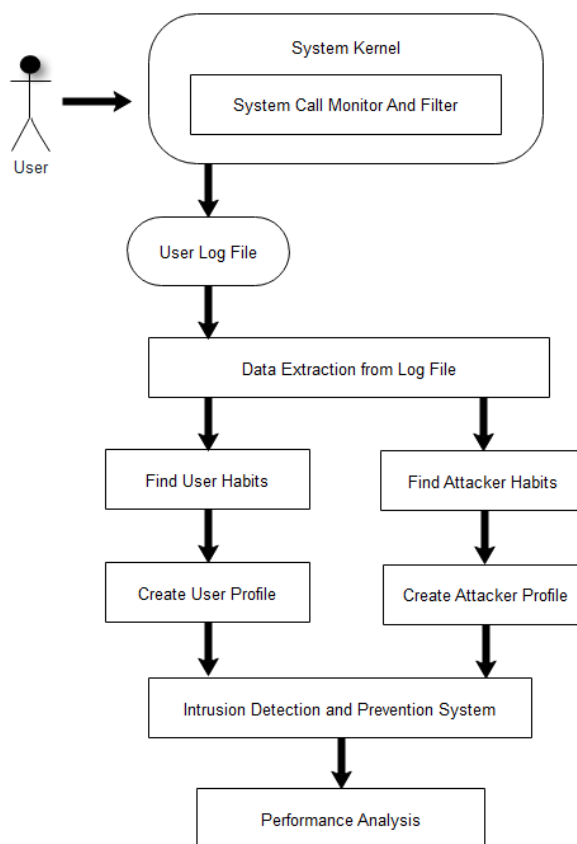 System Kernel
System Call Monitor And Filter
User
User Log File
Data Extraction from Log File
Find User Habits
Find Attacker Habits
Create User Profile
Create Attacker Profile
Intrusion Detection and Prevention System
Performance Analysis